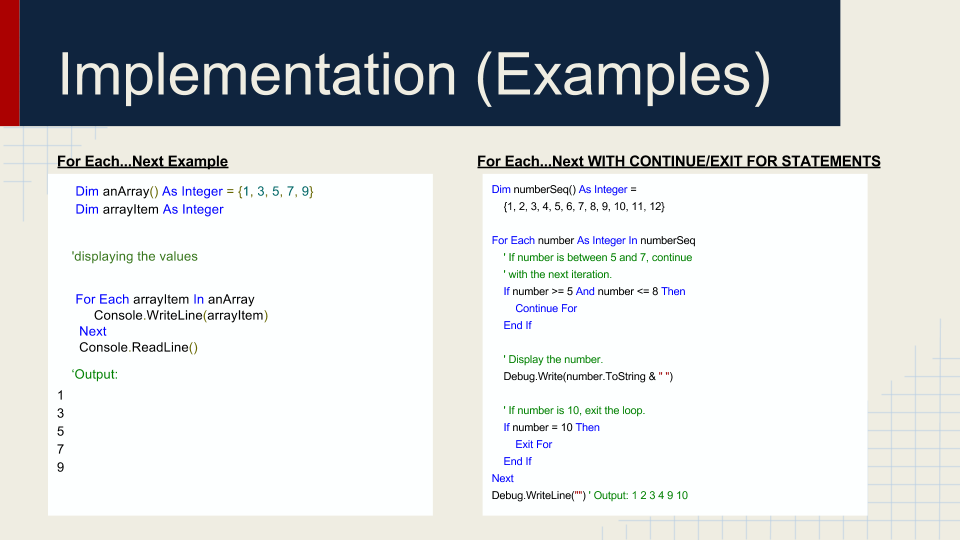 Implementation (Examples)
For Each...Next Example
Dim anArray() As Integer = {1, 3, 5, 7, 9}
Dim arrayItem As Integer
'displaying the values
For Each arrayItem In anArray
Console.WriteLine(arrayItem)
Next
Console.ReadLine()
‘Output:
1
3
5
7
9
For Each...Next WITH CONTINUE/EXIT FOR STATEMENTS
Dim numberSeq() As Integer =
{1, 2, 3, 4, 5, 6, 7, 8, 9, 10, 11, 12}
For Each number As Integer In numberSeq
' If number is between 5 and 7, continue
' with the next iteration.
If number >= 5 And number <= 8 Then
Continue For
End If
' Display the number.
Debug.Write(number.ToString & " ")
' If number is 10, exit the loop.
If number = 10 Then
Exit For
End If
Next
Debug.WriteLine("") ' Output: 1 2 3 4 9 10